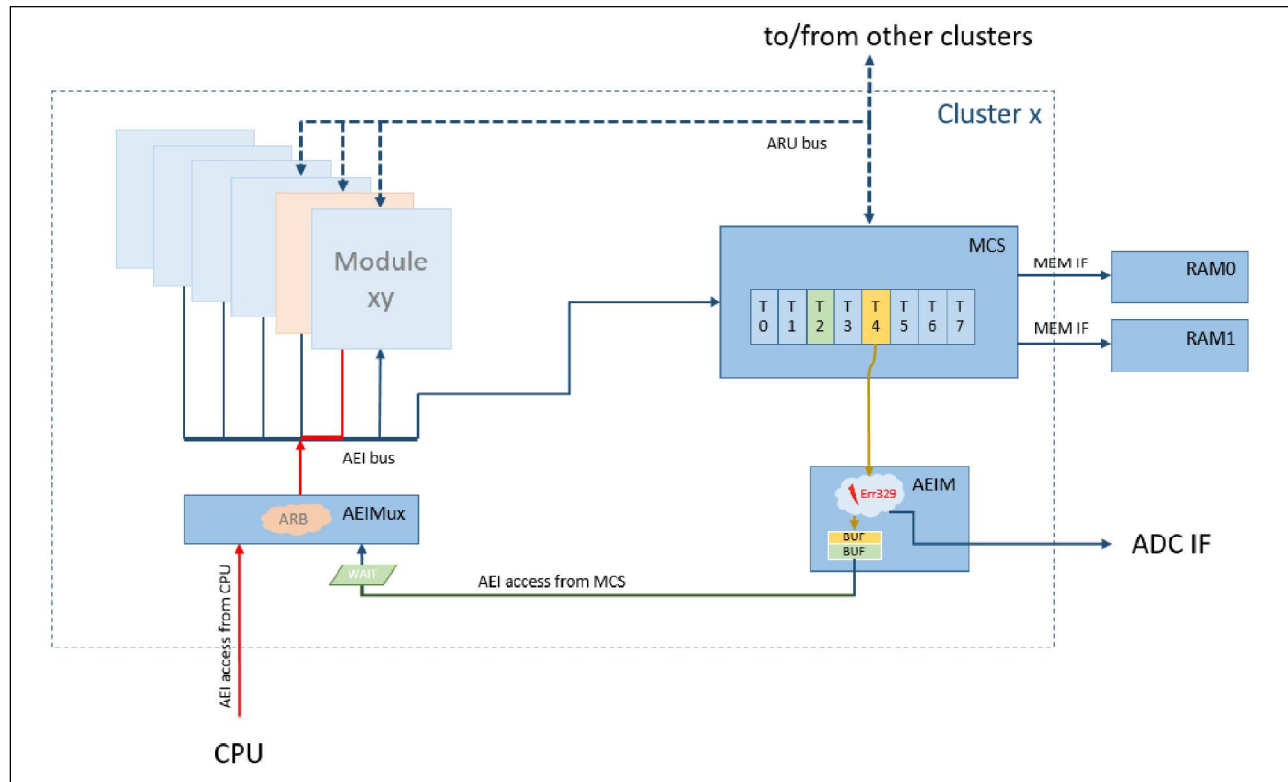 to/from other clusters
Cluster x
ARU bus
Module
xy
MCS
T T T T T T T T
0 1 2 3 4 5 6 7
MEM IF
RAM0
MEM IF
RAM1
AEI bus
AEIMux
ARB
AEIM
Err329
BUF
BUF
ADC IF
WAIT
AEI access from MCS
AEI access from CPU
CPU